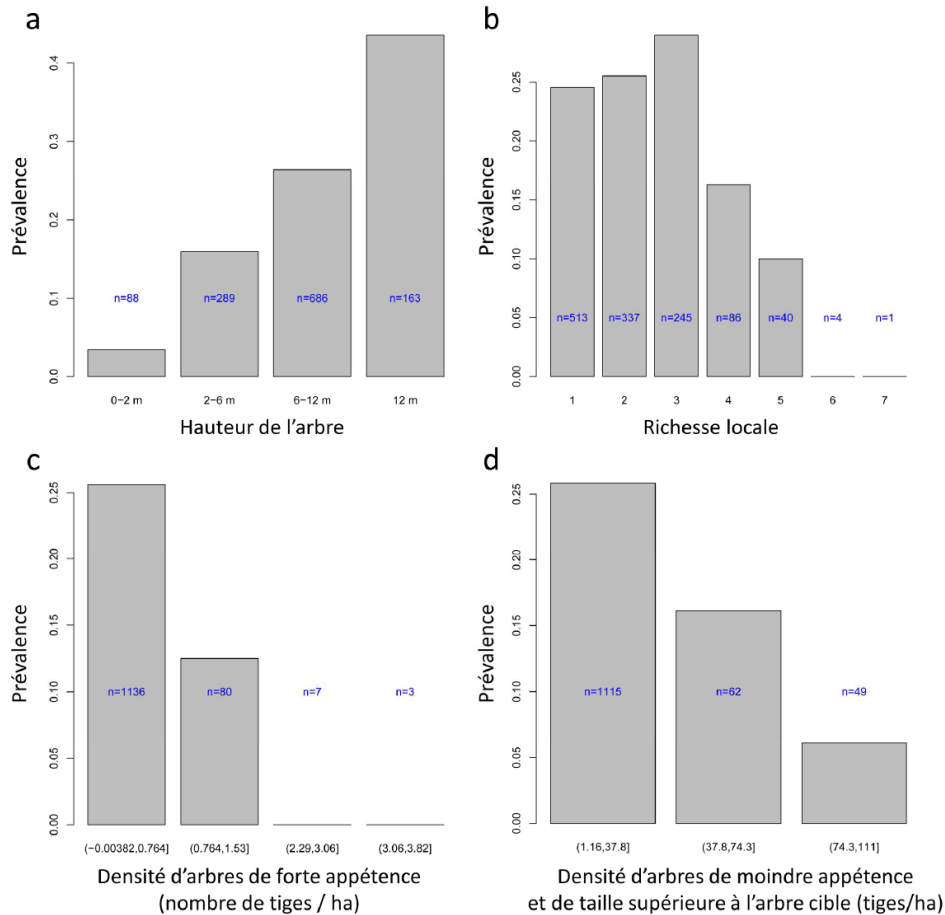 a
Prévalence
0.4
0.3
0.2
0.1
0.0
n=88
n=289
n=686
n=163
0−2 m
2−6 m
6−12 m
12 m
Hauteur de l'arbre
b
Prévalence
0.25
0.20
0.15
0.10
0.05
0.00
n=513
n=337
n=245
n=86
n=40
n=4
n=1
1
2
3
4
5
6
7
Richesse locale
c
Prévalence
0.25
0.20
0.15
0.10
0.05
0.00
n=1136
n=80
n=7
n=3
(−0.00382,0.764]
(0.764,1.53]
(2.29,3.06]
(3.06,3.82]
Densité d'arbres de forte appétence
(nombre de tiges / ha)
d
Prévalence
0.25
0.20
0.15
0.10
0.05
0.00
n=1115
n=62
n=49
(1.16,37.8]
(37.8,74.3]
(74.3,111]
Densité d'arbres de moindre appétence
et de taille supérieure à l'arbre cible (tiges/ha)